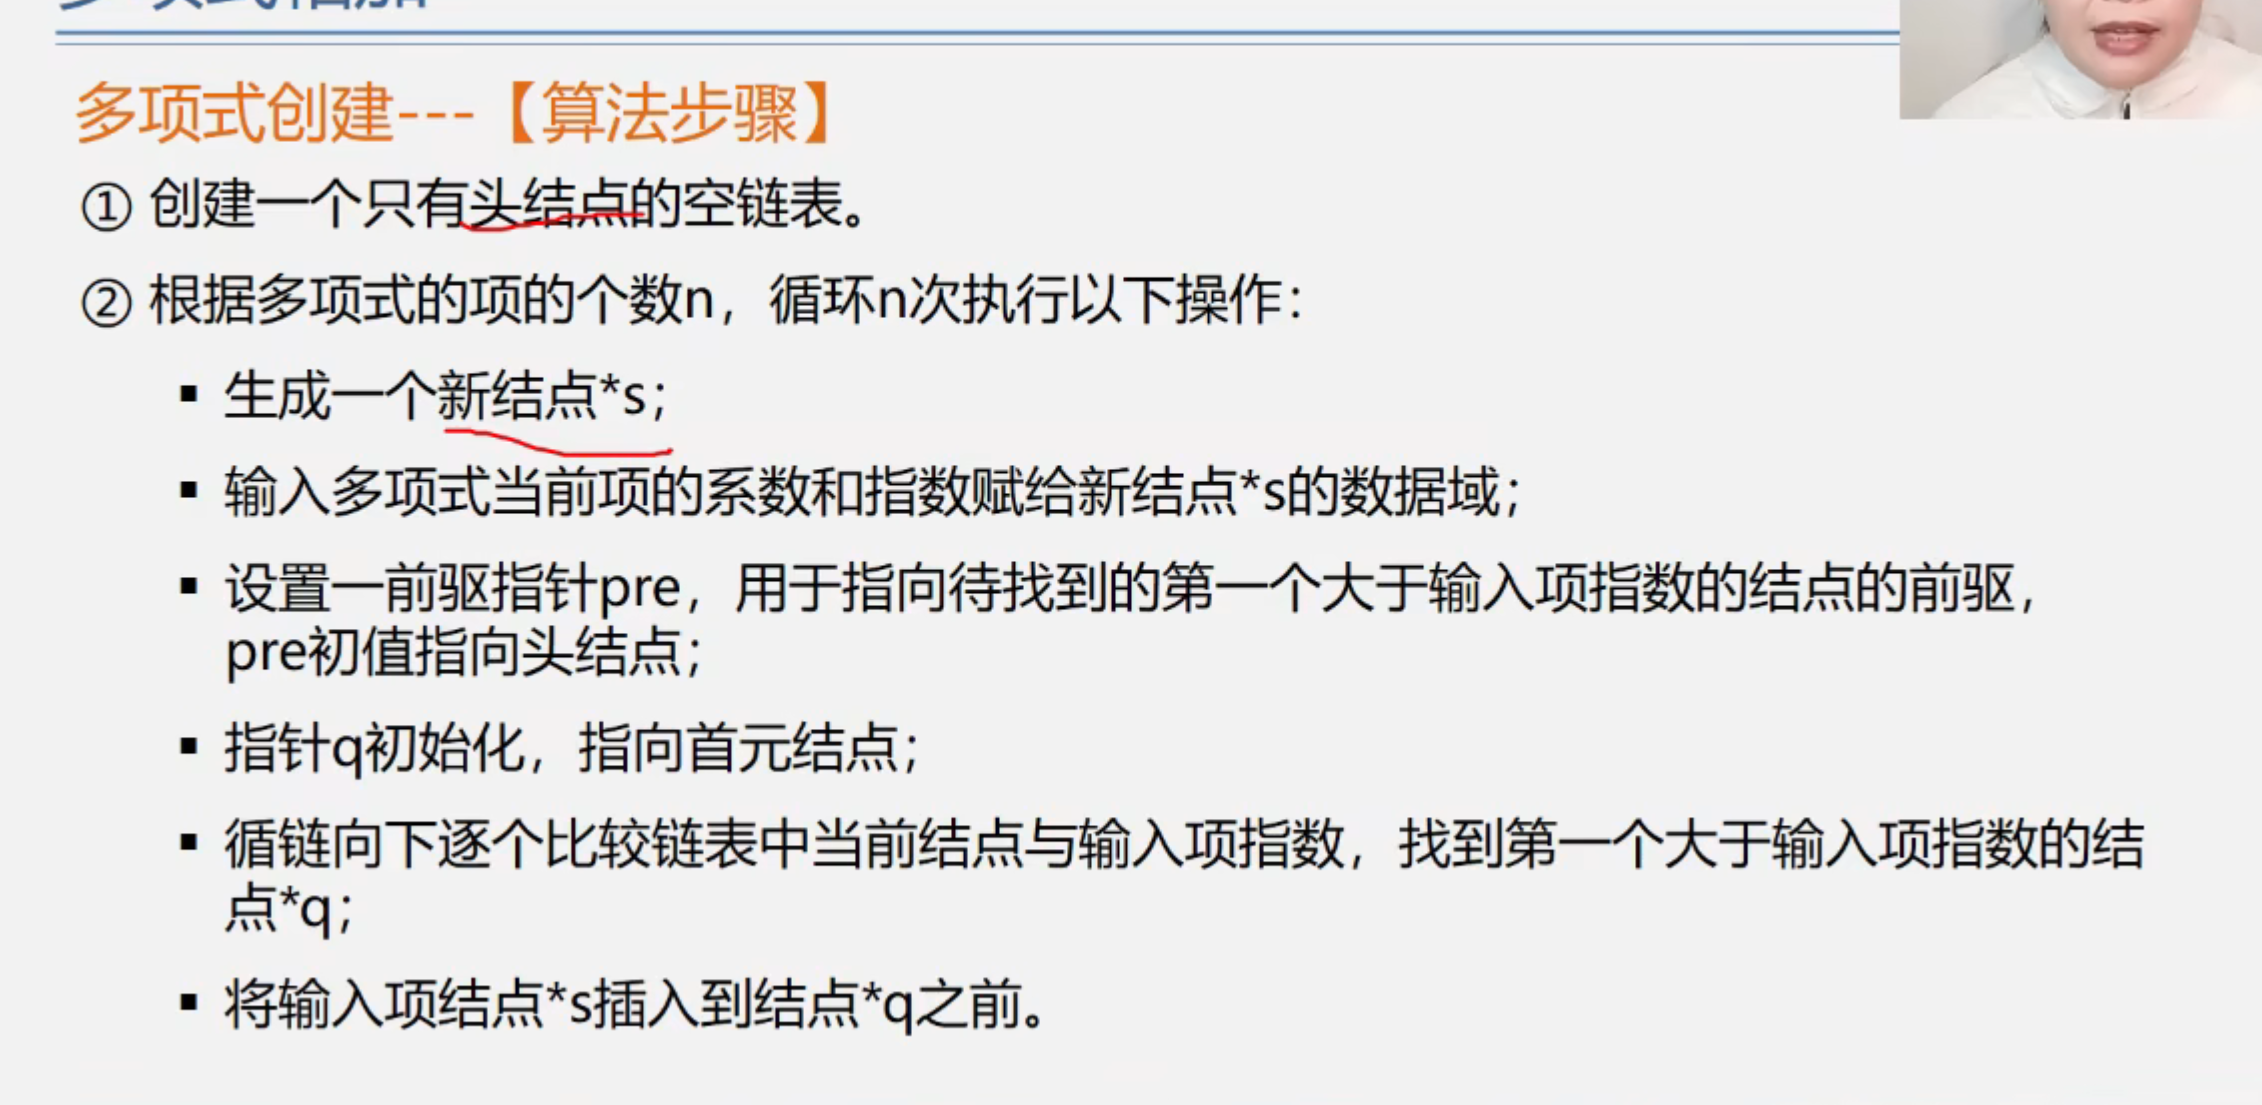 多项式创建---【算法步骤】
① 创建一个只有头结点的空链表。
② 根据多项式的项的个数n，循环n次执行以下操作：
▪ 生成一个新结点*s；
▪ 输入多项式当前项的系数和指数赋给新结点*s的数据域；
▪ 设置一前驱指针pre，用于指向待找到的第一个大于输入项指数的结点的前驱，
pre初值指向头结点；
▪ 指针q初始化，指向首元结点；
▪ 循链向下逐个比较链表中当前结点与输入项指数，找到第一个大于输入项指数的结
点*q；
▪ 将输入项结点*s插入到结点*q之前。